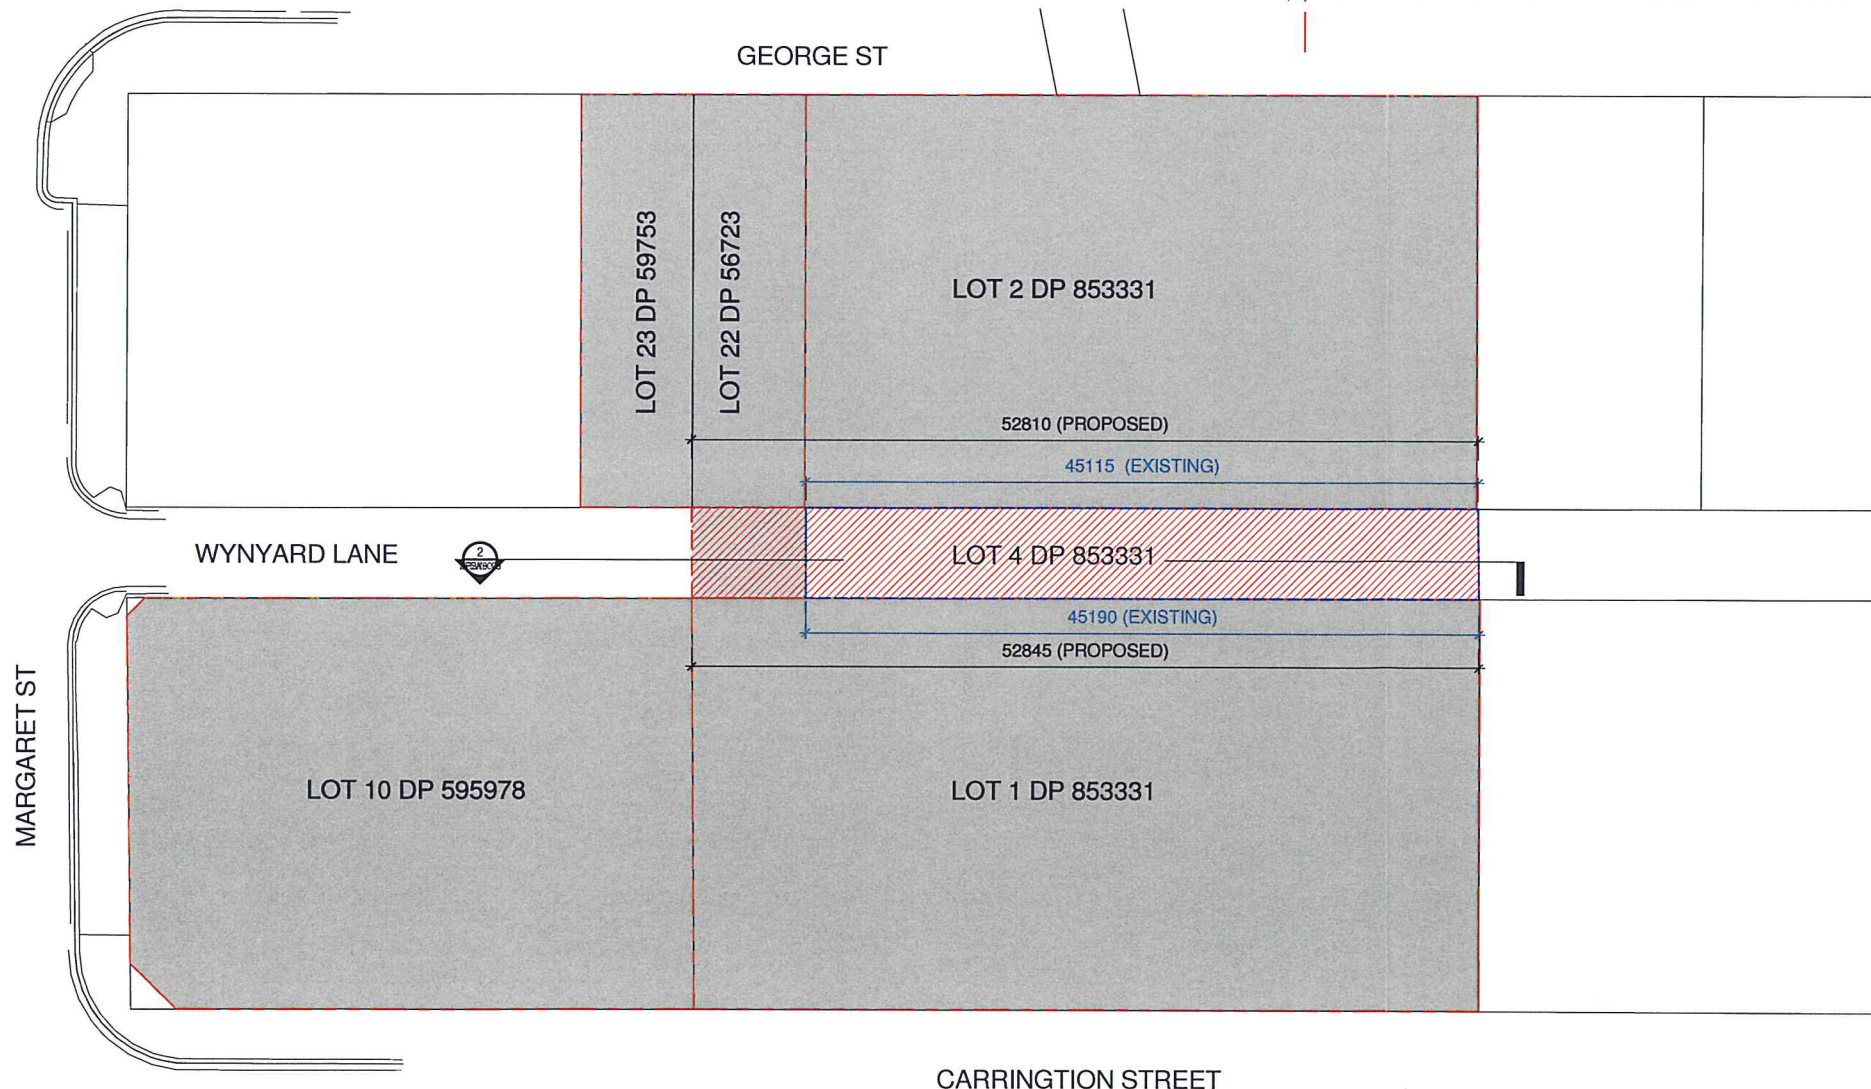 GEORGE ST
LOT 23 DP 59753
LOT 22 DP 56723
LOT 2 DP 853331
52810 (PROPOSED)
45115 (EXISTING)
WYNYARD LANE
2
LOT 4 DP 853331
45190 (EXISTING)
52845 (PROPOSED)
MARGARET ST
LOT 10 DP 595978
LOT 1 DP 853331
CARRINGTION STREET